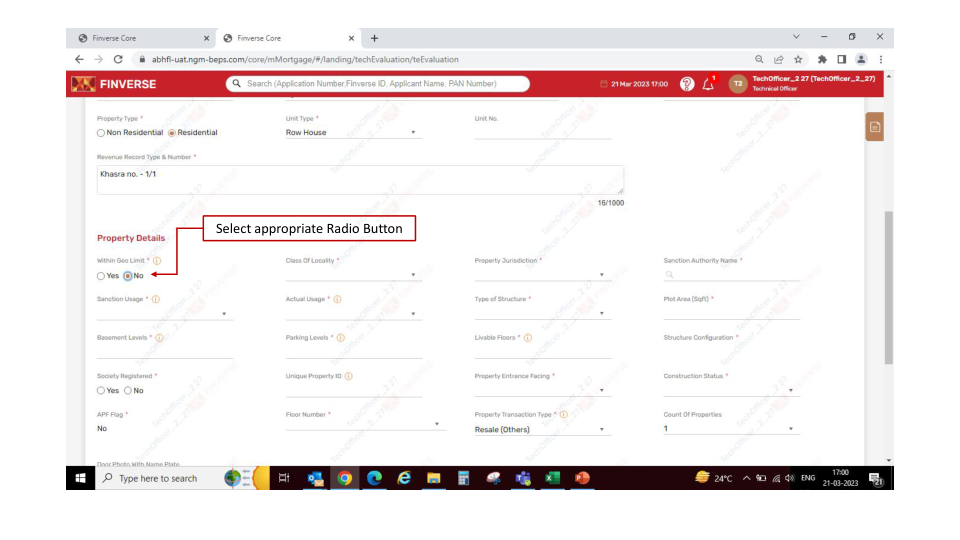 Finverse Core
Finverse Core
abhfl-uat.ngm-beps.com/core/mMortgage/#/landing/techEvaluation/teEvaluation
FINVERSE
Search (Application Number,Finverse ID, Applicant Name, PAN Number)
21 Mar 2023 17:00
1
T2
TechOfficer_2 27 (TechOfficer_2_27)
Technical Officer
Property Type *
Non Residential Residential
Unit Type *
Row House
Unit No.
Revenue Record Type & Number *
Khasra no. - 1/1
16/1000
Select appropriate Radio Button
Property Details
Within Geo Limit *
Yes No
Class Of Locality *
Property Jurisdiction *
Sanction Authority Name *
Sanction Usage *
Actual Usage *
Type of Structure *
Plot Area (Sqft) *
Basement Levels *
Parking Levels *
Livable Floors *
Structure Configuration *
Society Registered *
Yes No
Unique Property ID
Property Entrance Facing *
Construction Status *
APF Flag *
No
Floor Number *
Property Transaction Type *
Resale (Others)
Count Of Properties
1
Door Photo With Name Plate
Type here to search
24°C
ENG
17:00
21-03-2023
21